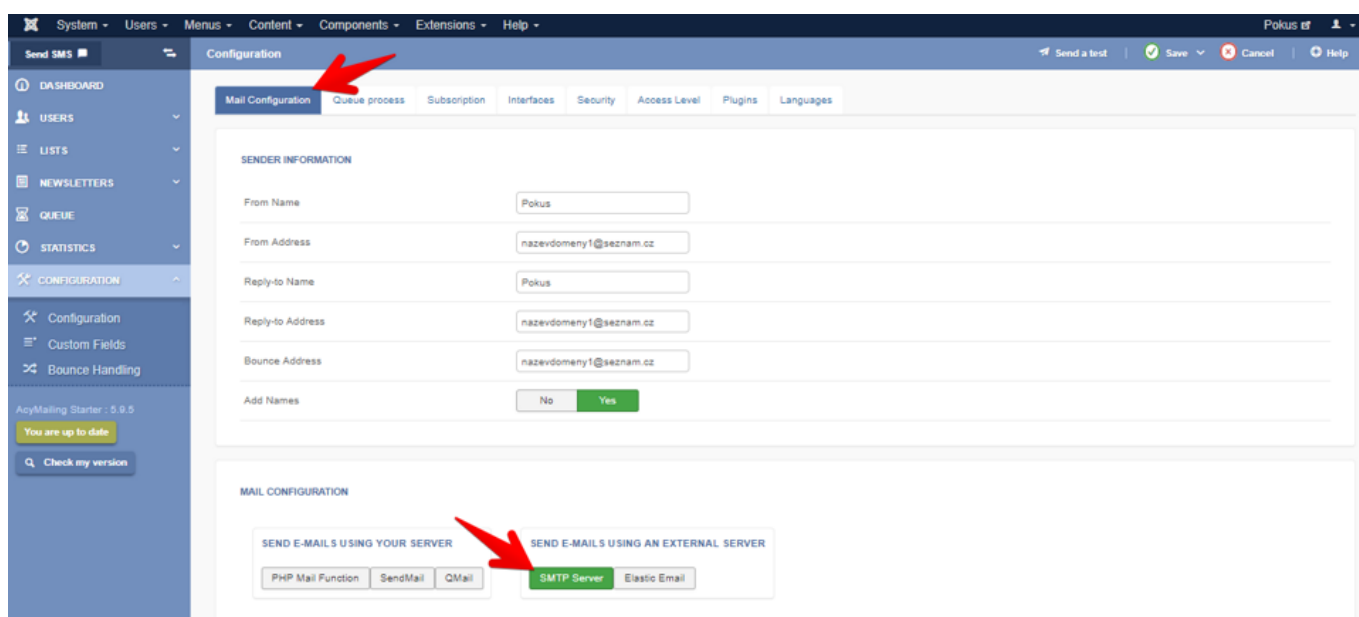 System Users Menus Content Components Extensions Help Pokus
Send SMS Configuration Send a test Save Cancel Help
DASHBOARD
USERS
LISTS
NEWSLETTERS
QUEUE
STATISTICS
CONFIGURATION
Configuration
Custom Fields
Bounce Handling
AcyMailing Starter : 5.9.5
You are up to date
Check my version
Mail Configuration Queue process Subscription Interfaces Security Access Level Plugins Languages
SENDER INFORMATION
From Name Pokus
From Address nazevdomeny1@seznam.cz
Reply-to Name Pokus
Reply-to Address nazevdomeny1@seznam.cz
Bounce Address nazevdomeny1@seznam.cz
Add Names No Yes
MAIL CONFIGURATION
SEND E-MAILS USING YOUR SERVER SEND E-MAILS USING AN EXTERNAL SERVER
PHP Mail Function SendMail QMail SMTP Server Elastic Email